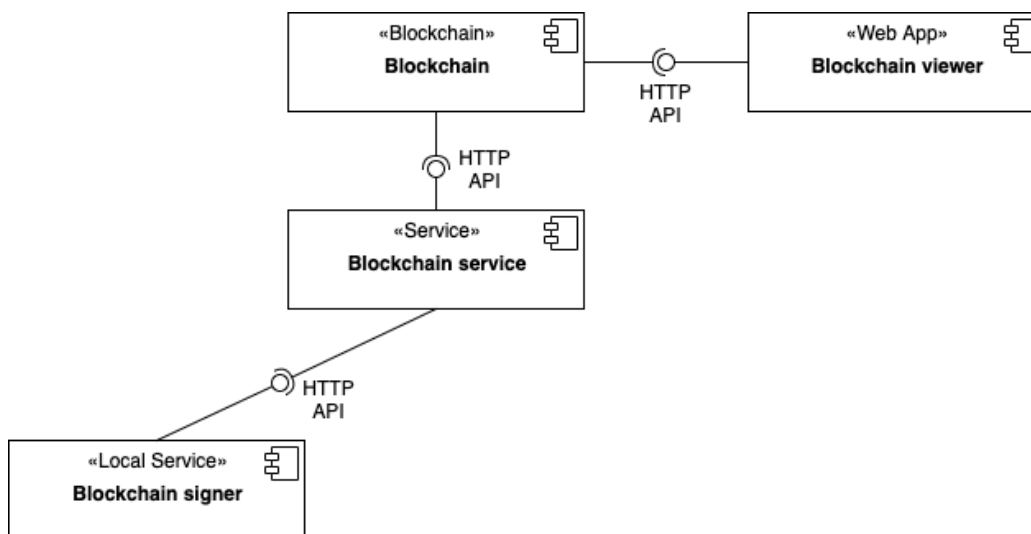 «Blockchain»
Blockchain
«Web App»
Blockchain viewer
HTTP
API
HTTP
API
«Service»
Blockchain service
HTTP
API
«Local Service»
Blockchain signer